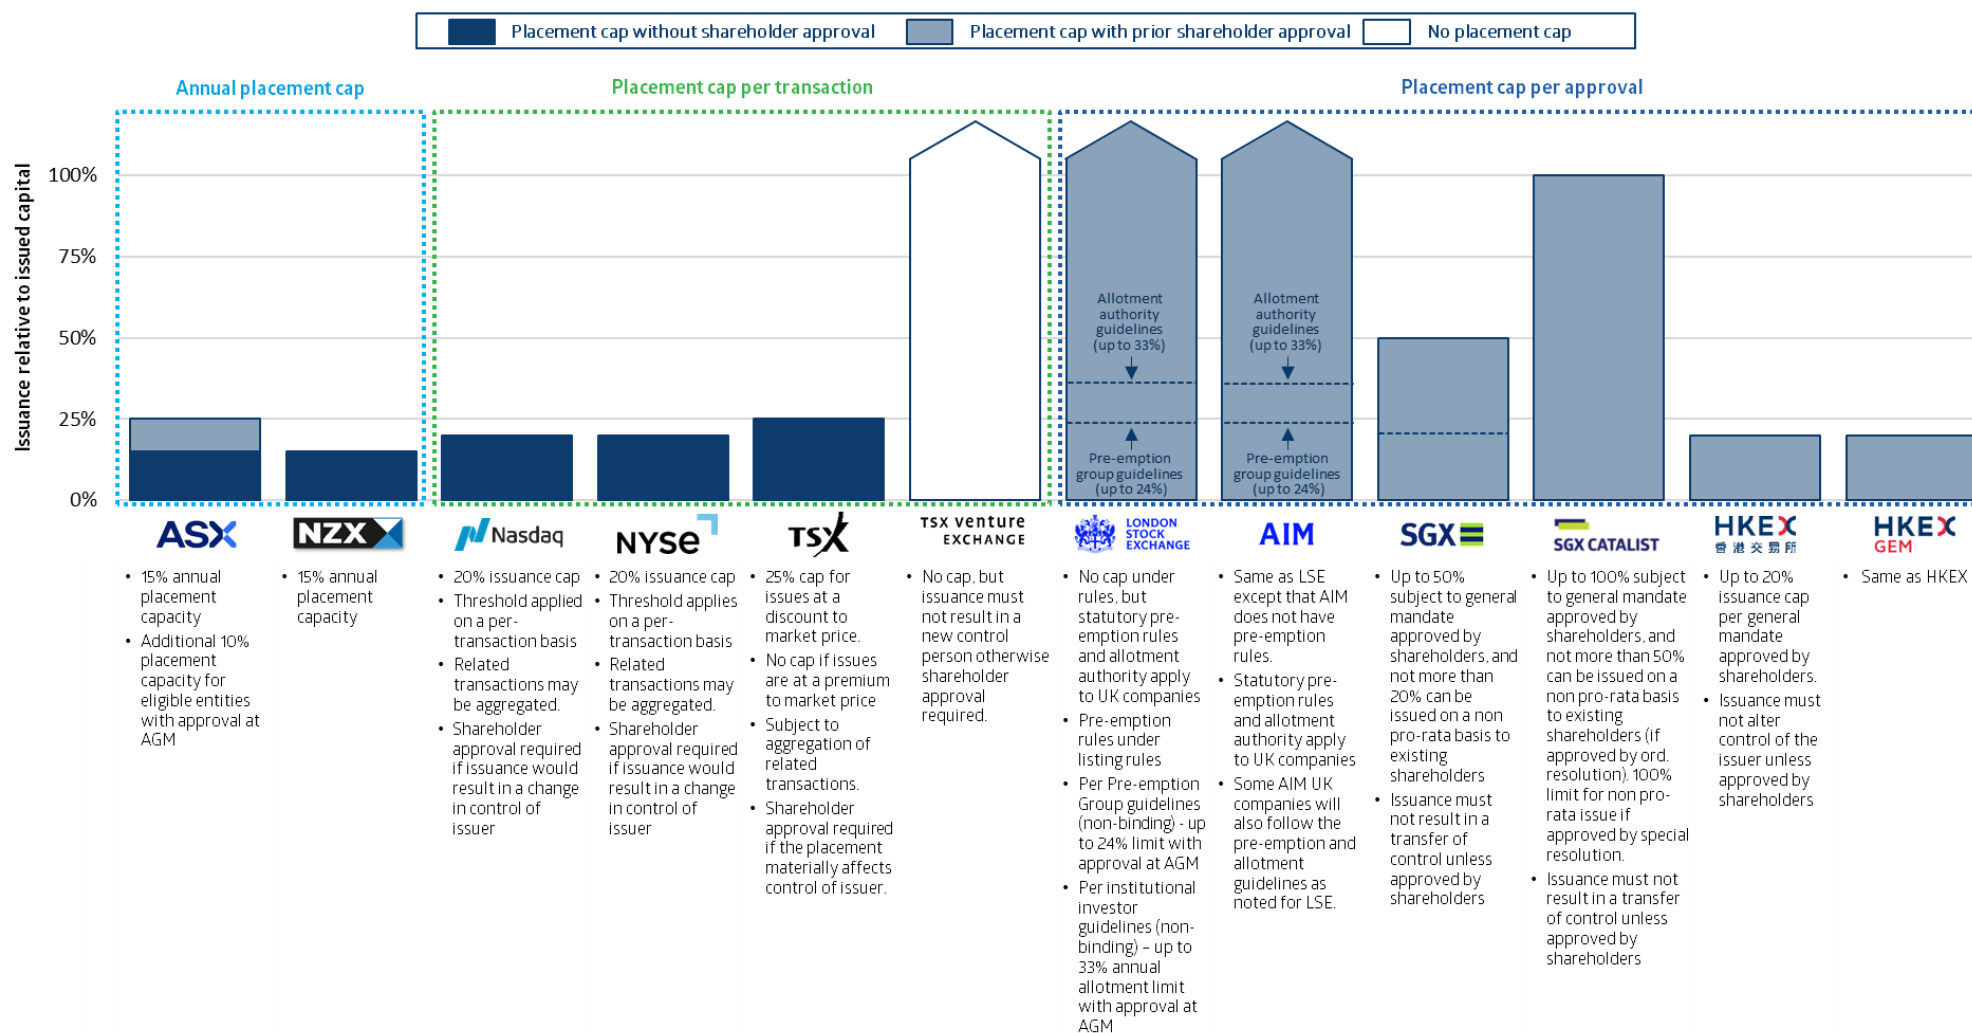 Placement cap without shareholder approval
Placement cap with prior shareholder approval
No placement cap
Annual placement cap
Placement cap per transaction
Placement cap per approval
Issuance relative to issued capital
100%
75%
50%
25%
0%
Allotment
authority
guidelines
(up to 33%)
Pre-emption
group guidelines
(up to 24%)
Allotment
authority
guidelines
(up to 33%)
Pre-emption
group guidelines
(up to 24%)
ASX
NZX
Nasdaq
NYSE
TSX
TSX Venture
EXCHANGE
LONDON
STOCK
EXCHANGE
AIM
SGX
SGX CATALIST
HKEX
香港交易所
HKEX
GEM
• 15% annual
placement
capacity
• Additional 10%
placement
capacity for
eligible entities
with approval at
AGM
• 15% annual
placement
capacity
• 20% issuance cap
• Threshold applied
on a per-
transaction basis
• Related
transactions may
be aggregated.
• Shareholder
approval required
if issuance would
result in a change
in control of
issuer
• 20% issuance cap
• Threshold applies
on a per-
transaction basis
• Related
transactions may
be aggregated.
• Shareholder
approval required
if issuance would
result in a change
in control of
issuer
• 25% cap for
issues at a
discount to
market price.
• No cap if issues
are at a premium
to market price
• Subject to
aggregation of
related
transactions.
• Shareholder
approval required
if the placement
materially affects
control of issuer.
• No cap, but
issuance must
not result in a
new control
person otherwise
shareholder
approval
required.
• No cap under
rules, but
statutory pre-
emption rules
and allotment
authority apply
to UK companies
• Pre-emption
rules under
listing rules
• Per Pre-emption
Group guidelines
(non-binding) - up
to 24% limit with
approval at AGM
• Per institutional
investor
guidelines (non-
binding) – up to
33% annual
allotment limit
with approval at
AGM
• Same as LSE
except that AIM
does not have
pre-emption
rules.
• Statutory pre-
emption rules
and allotment
authority apply
to UK companies
• Some AIM UK
companies will
also follow the
pre-emption and
allotment
guidelines as
noted for LSE.
• Up to 50%
subject to general
mandate
approved by
shareholders, and
not more than
20% can be
issued on a non
pro-rata basis to
existing
shareholders
• Issuance must
not result in a
transfer of
control unless
approved by
shareholders
• Up to 100% subject
to general mandate
approved by
shareholders, and
not more than 50%
can be issued on a
non pro-rata basis
to existing
shareholders (if
approved by ord.
resolution). 100%
limit for non pro-
rata issue if
approved by special
resolution.
• Issuance must not
result in a transfer
of control unless
approved by
shareholders
• Up to 20%
issuance cap
per general
mandate
approved by
shareholders.
• Issuance must
not alter
control of the
issuer unless
approved by
shareholders
• Same as HKEX